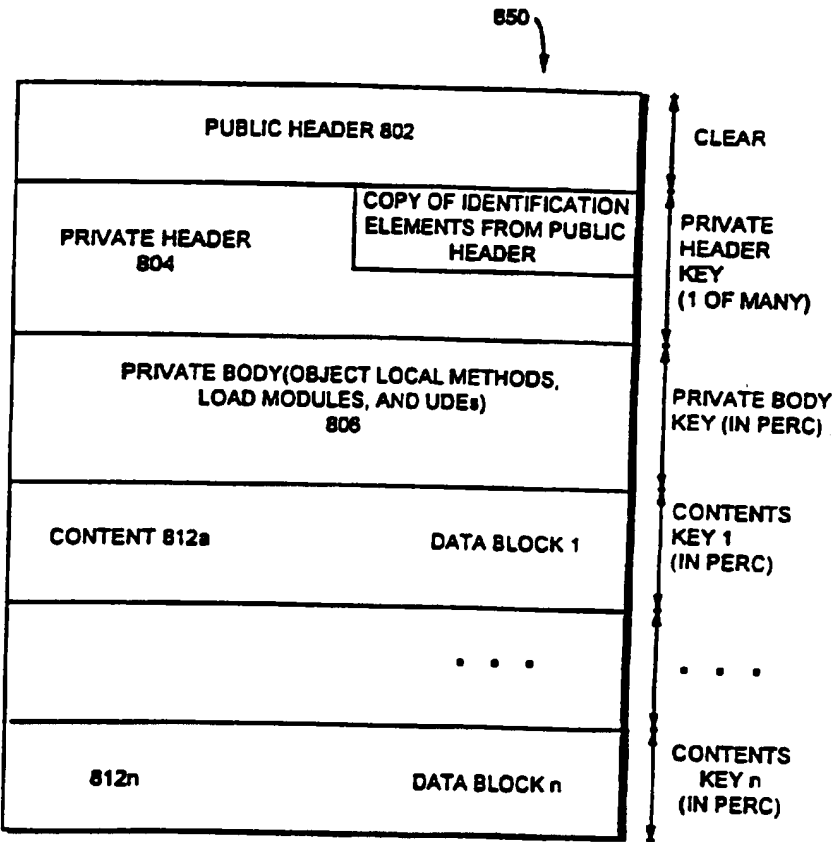 850
PUBLIC HEADER 802
CLEAR
COPY OF IDENTIFICATION
ELEMENTS FROM PUBLIC
HEADER
PRIVATE HEADER
804
PRIVATE
HEADER
KEY
(1 OF MANY)
PRIVATE BODY(OBJECT LOCAL METHODS,
LOAD MODULES, AND UDEs)
806
PRIVATE BODY
KEY (IN PERC)
CONTENT 812a
DATA BLOCK 1
CONTENTS
KEY 1
(IN PERC)
. . .
. . .
812n
DATA BLOCK n
CONTENTS
KEY n
(IN PERC)